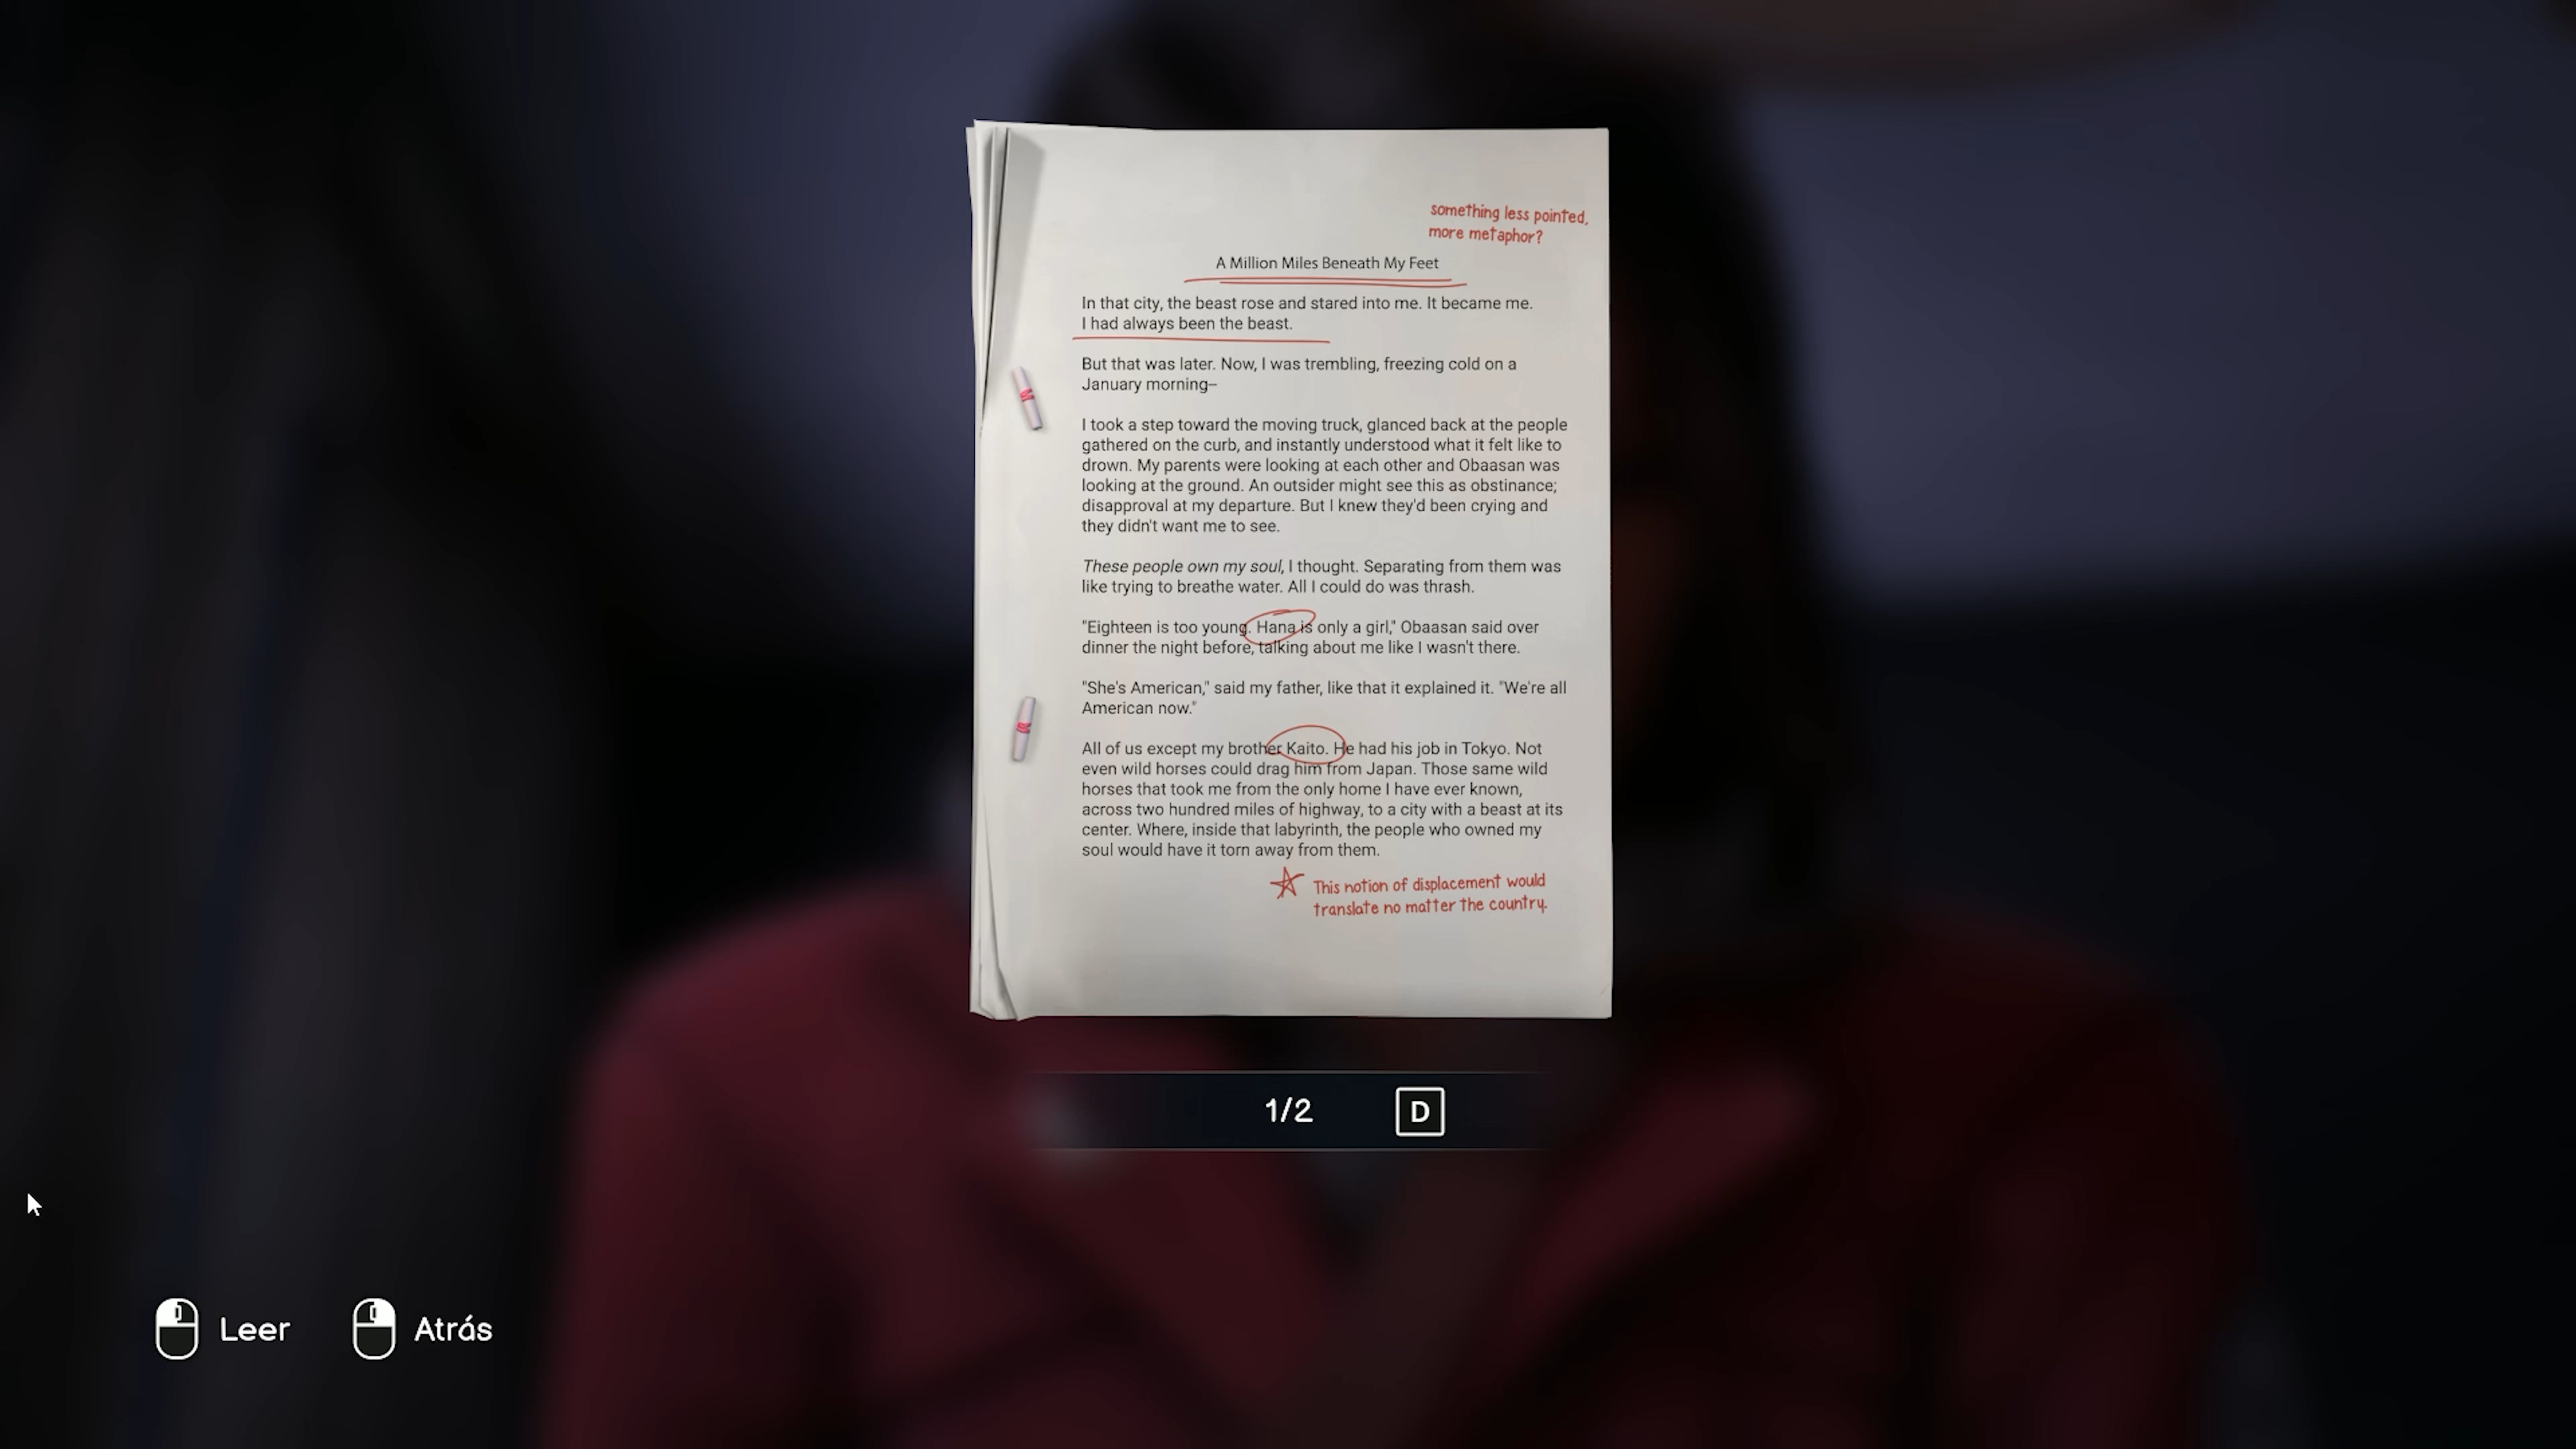 something less pointed,
more metaphor?
A Million Miles Beneath My Feet
In that city, the beast rose and stared into me. It became me.
I had always been the beast.
But that was later. Now, I was trembling, freezing cold on a
January morning–
I took a step toward the moving truck, glanced back at the people
gathered on the curb, and instantly understood what it felt like to
drown. My parents were looking at each other and Obaasan was
looking at the ground. An outsider might see this as obstinance;
disapproval at my departure. But I knew they'd been crying and
they didn't want me to see.
These people own my soul, I thought. Separating from them was
like trying to breathe water. All I could do was thrash.
"Eighteen is too young. Hana is only a girl," Obaasan said over
dinner the night before, talking about me like I wasn't there.
"She's American," said my father, like that it explained it. "We're all
American now."
All of us except my brother Kaito. He had his job in Tokyo. Not
even wild horses could drag him from Japan. Those same wild
horses that took me from the only home I have ever known,
across two hundred miles of highway, to a city with a beast at its
center. Where, inside that labyrinth, the people who owned my
soul would have it torn away from them.
This notion of displacement would
translate no matter the country.
1/2 D
Leer Atrás